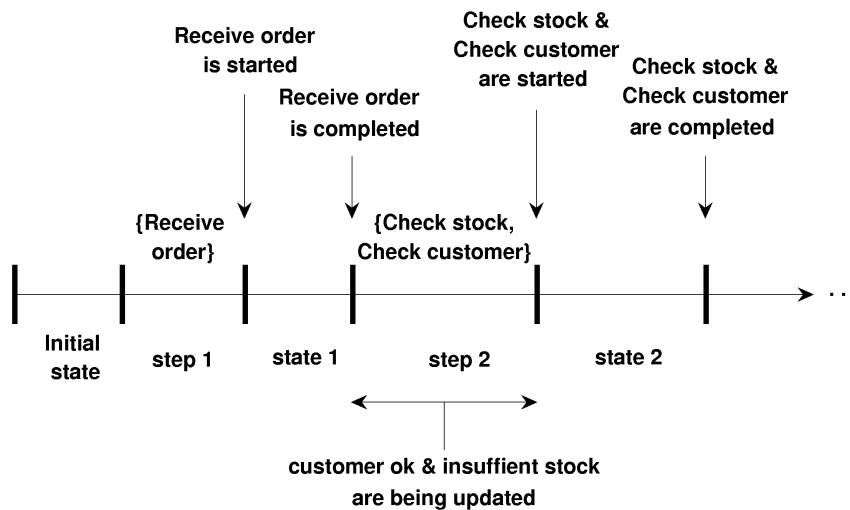 Receive order
is started
Receive order
is completed
Check stock &
Check customer
are started
Check stock &
Check customer
are completed
{Receive
order}
{Check stock,
Check customer}
. .
Initial
state
step 1
state 1
step 2
state 2
customer ok & insuffient stock
are being updated